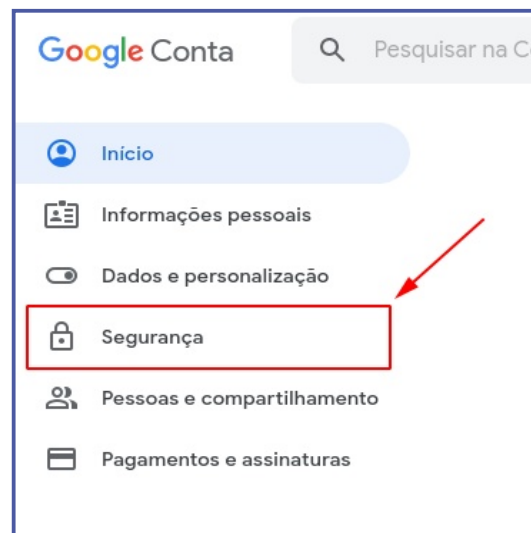 Google Conta
Pesquisar na C
Início
Informações pessoais
Dados e personalização
Segurança
Pessoas e compartilhamento
Pagamentos e assinaturas